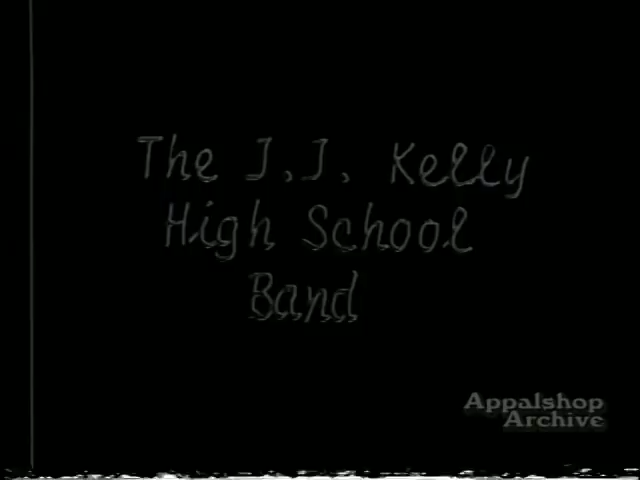 The J.J. Kelly
High School
Band
Appalshop
Archive